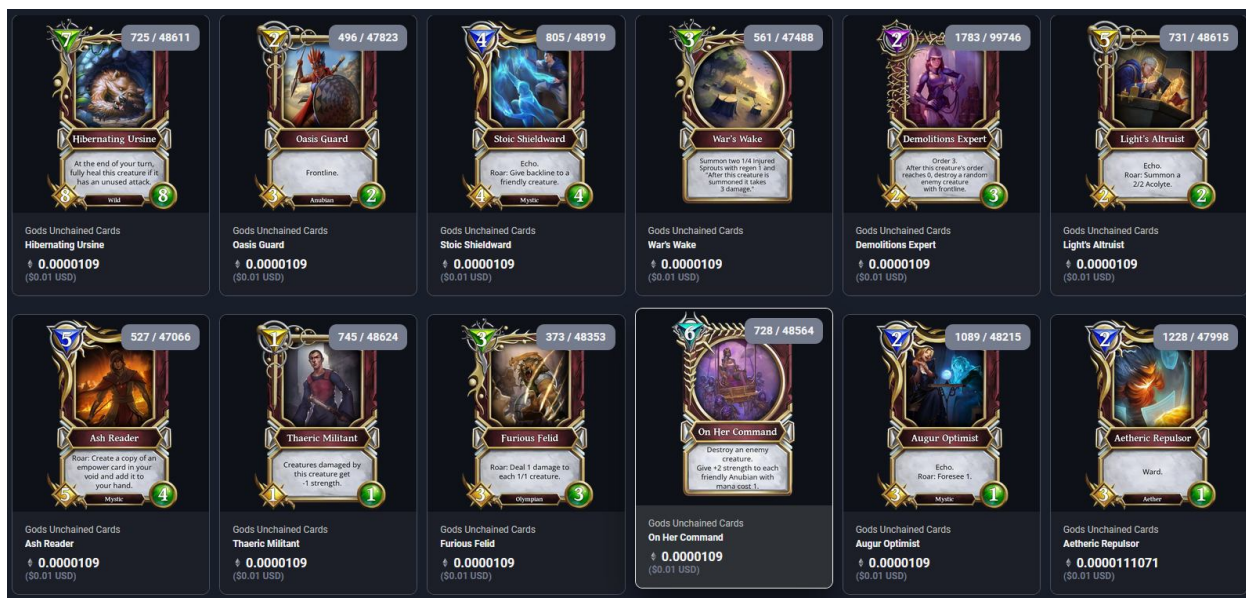 7
725 / 48611
Hibernating Ursine
At the end of your turn,
fully heal this creature if it
has an unused attack.
8
Wild
8
Gods Unchained Cards
Hibernating Ursine
0.0000109
($0.01 USD)
2
496 / 47823
Oasis Guard
Frontline.
3
Anubian
2
Gods Unchained Cards
Oasis Guard
0.0000109
($0.01 USD)
4
805 / 48919
Stoic Shieldward
Echo.
Roar: Give backline to a
friendly creature.
4
Mystic
4
Gods Unchained Cards
Stoic Shieldward
0.0000109
($0.01 USD)
3
561 / 47488
War's Wake
Summon two 1/4 Injured
Sprouts with regen 1 and
"After this creature is
summoned it takes
3 damage."
Gods Unchained Cards
War's Wake
0.0000109
($0.01 USD)
2
1783 / 99746
Demolitions Expert
Order 3.
After this creature's order
reaches 0, destroy a random
enemy creature
with frontline.
2
3
Gods Unchained Cards
Demolitions Expert
0.0000109
($0.01 USD)
5
731 / 48615
Light's Altruist
Echo.
Roar: Summon a
2/2 Acolyte.
2
2
Gods Unchained Cards
Light's Altruist
0.0000109
($0.01 USD)
5
527 / 47066
Ash Reader
Roar: Create a copy of an
empower card in your
void and add it to
your hand.
5
Mystic
4
Gods Unchained Cards
Ash Reader
0.0000109
($0.01 USD)
1
745 / 48624
Thaeric Militant
Creatures damaged by
this creature get
-1 strength.
1
1
Gods Unchained Cards
Thaeric Militant
0.0000109
($0.01 USD)
3
373 / 48353
Furious Felid
Roar: Deal 1 damage to
each 1/1 creature.
3
Olympian
3
Gods Unchained Cards
Furious Felid
0.0000109
($0.01 USD)
6
728 / 48564
On Her Command
Destroy an enemy
creature.
Give +2 strength to each
friendly Anubian with
mana cost 1.
Gods Unchained Cards
On Her Command
0.0000109
($0.01 USD)
2
1089 / 48215
Augur Optimist
Echo.
Roar: Foresee 1.
3
Mystic
1
Gods Unchained Cards
Augur Optimist
0.0000109
($0.01 USD)
2
1228 / 47998
Aetheric Repulsor
Ward.
3
Aether
1
Gods Unchained Cards
Aetheric Repulsor
0.0000111071
($0.01 USD)